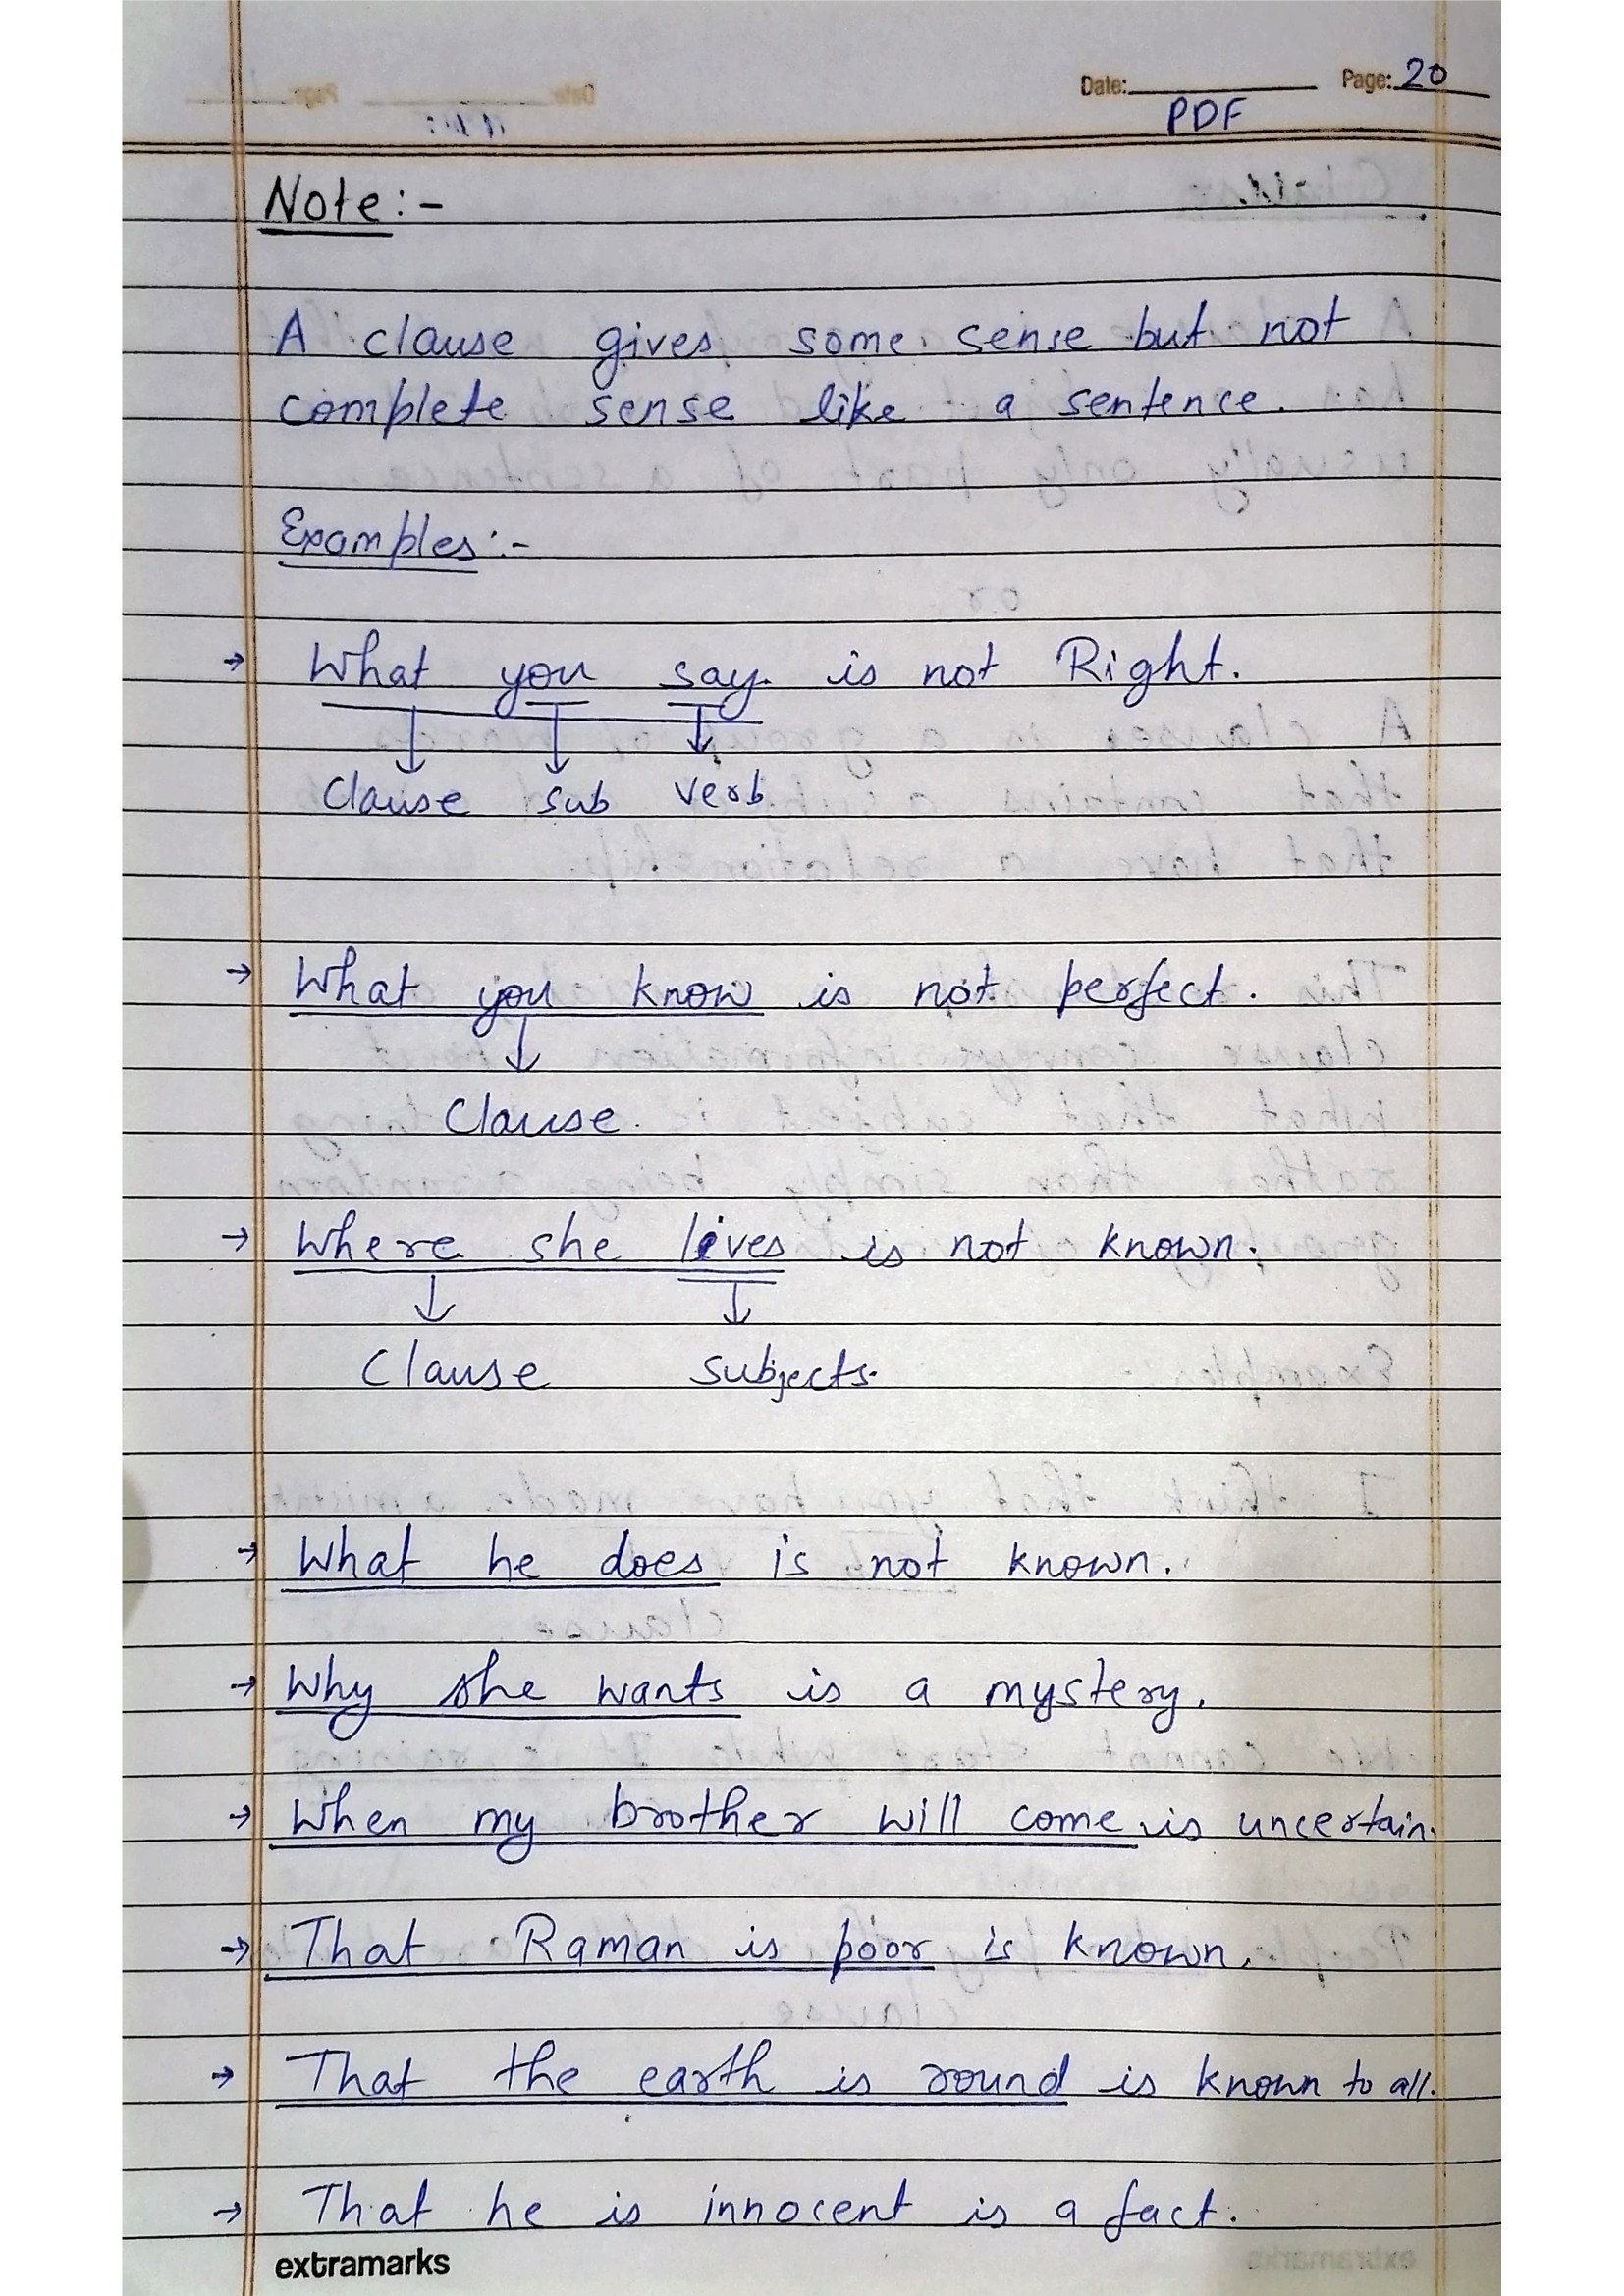 Date: Page: 20
PDF
Note:-
A clause gives some sense but not
complete sense like a sentence.
Examples:-
→ What you say is not Right.
Clause sub verb
→ What you know is not perfect.
Clause.
→ Where she lives is not known.
Clause Subjects.
→ What he does is not known.
→ Why she wants is a mystery.
→ When my brother will come is uncertain.
→ That Raman is poor is known.
→ That the earth is round is known to all.
→ That he is innocent is a fact.
extramarks